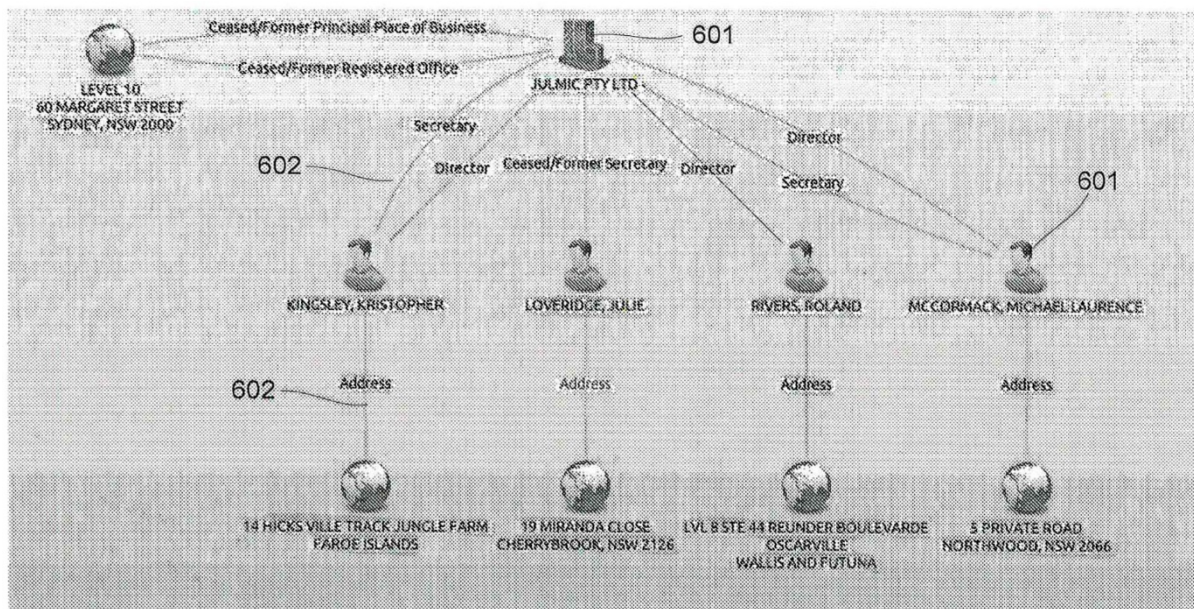 Ceased/Former Principal Place of Business
601
Ceased/Former Registered Office
LEVEL 10
60 MARGARET STREET
SYDNEY, NSW 2000
JULMIC PTY LTD
Secretary
Director
602
Director
Ceased/Former Secretary
Director
Secretary
601
KINGSLEY, KRISTOPHER
LOVERIDGE, JULIE
RIVERS, ROLAND
MCCORMACK, MICHAEL LAURENCE
602
Address
Address
Address
Address
14 HICKS VILLE TRACK JUNGLE FARM
FAROE ISLANDS
19 MIRANDA CLOSE
CHERRYBROOK, NSW 2126
LVL 8 STE 44 REUNDER BOULEVARDE
OSCARVILLE
WALLIS AND FUTUNA
5 PRIVATE ROAD
NORTHWOOD, NSW 2066